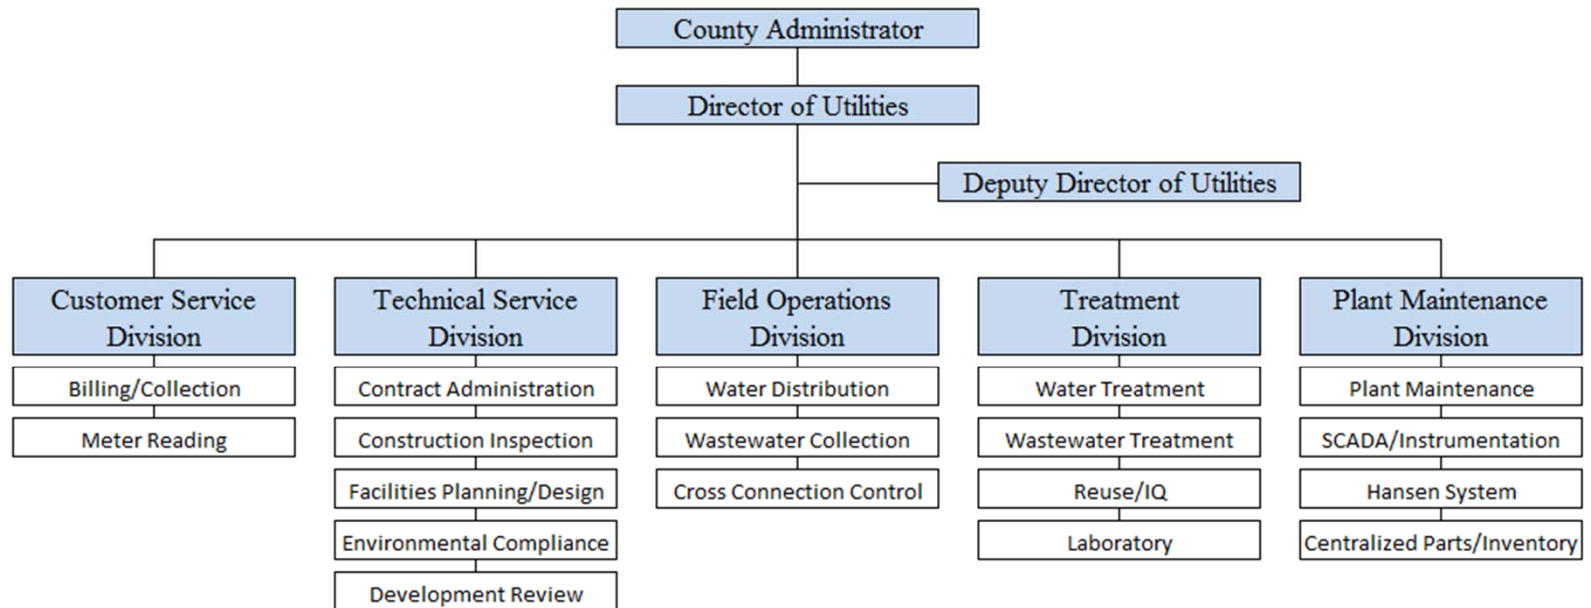 County Administrator
Director of Utilities
Deputy Director of Utilities
Customer Service
Division
Billing/Collection
Meter Reading
Technical Service
Division
Contract Administration
Construction Inspection
Facilities Planning/Design
Environmental Compliance
Development Review
Field Operations
Division
Water Distribution
Wastewater Collection
Cross Connection Control
Treatment
Division
Water Treatment
Wastewater Treatment
Reuse/IQ
Laboratory
Plant Maintenance
Division
Plant Maintenance
SCADA/Instrumentation
Hansen System
Centralized Parts/Inventory